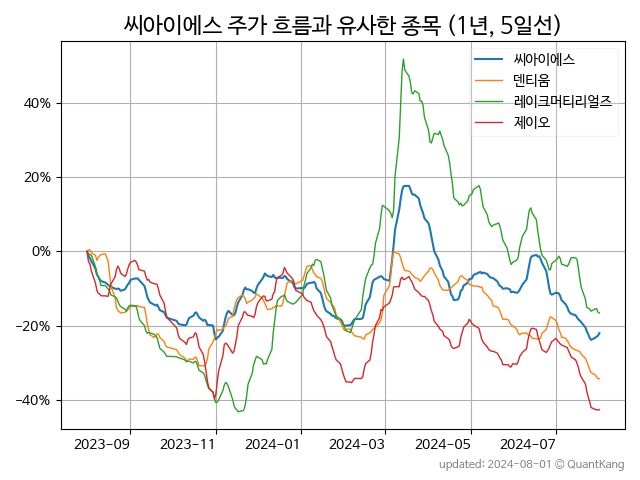 씨아이에스 주가 흐름과 유사한 종목 (1년, 5일선)
씨아이에스
덴티움
레이크머티리얼즈
제이오
40%
20%
0%
−20%
−40%
2023-09 2023-11 2024-01 2024-03 2024-05 2024-07
updated: 2024-08-01 © QuantKang